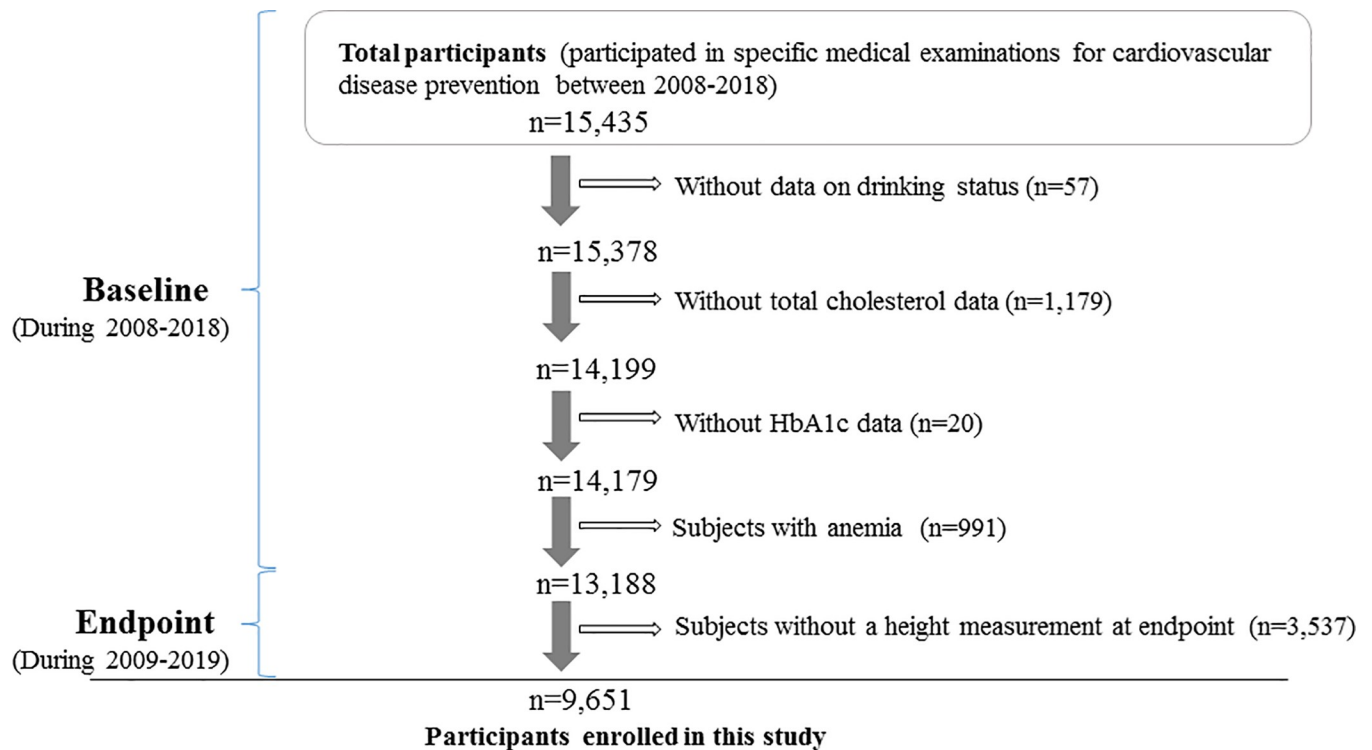 Total participants (participated in specific medical examinations for cardiovascular
disease prevention between 2008-2018)
n=15,435
Without data on drinking status (n=57)
n=15,378
Baseline
(During 2008-2018)
Without total cholesterol data (n=1,179)
n=14,199
Without HbA1c data (n=20)
n=14,179
Subjects with anemia (n=991)
n=13,188
Endpoint
(During 2009-2019)
Subjects without a height measurement at endpoint (n=3,537)
n=9,651
Participants enrolled in this study